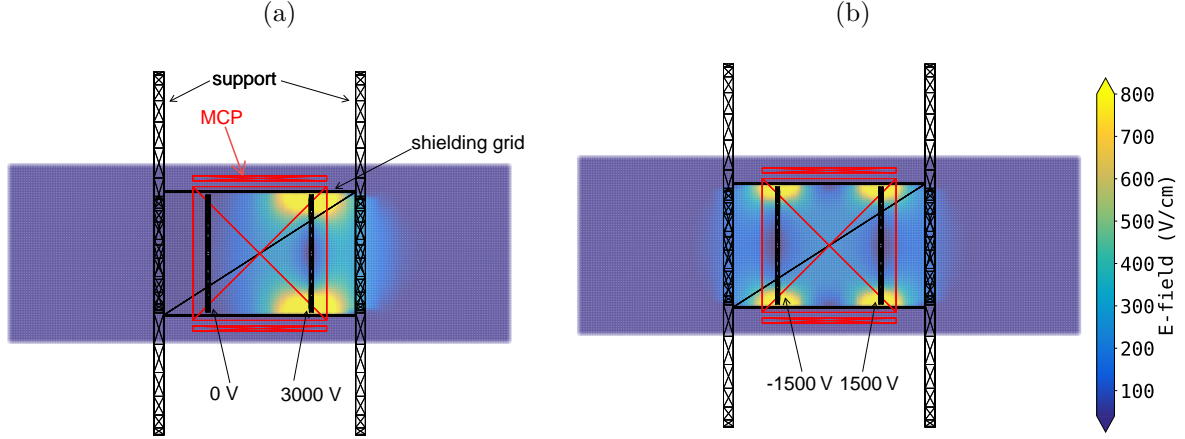 (a)
(b)
support
MCP
shielding grid
0 V
3000 V
-1500 V
1500 V
800
700
600
500
400
300
200
100
E-field (V/cm)